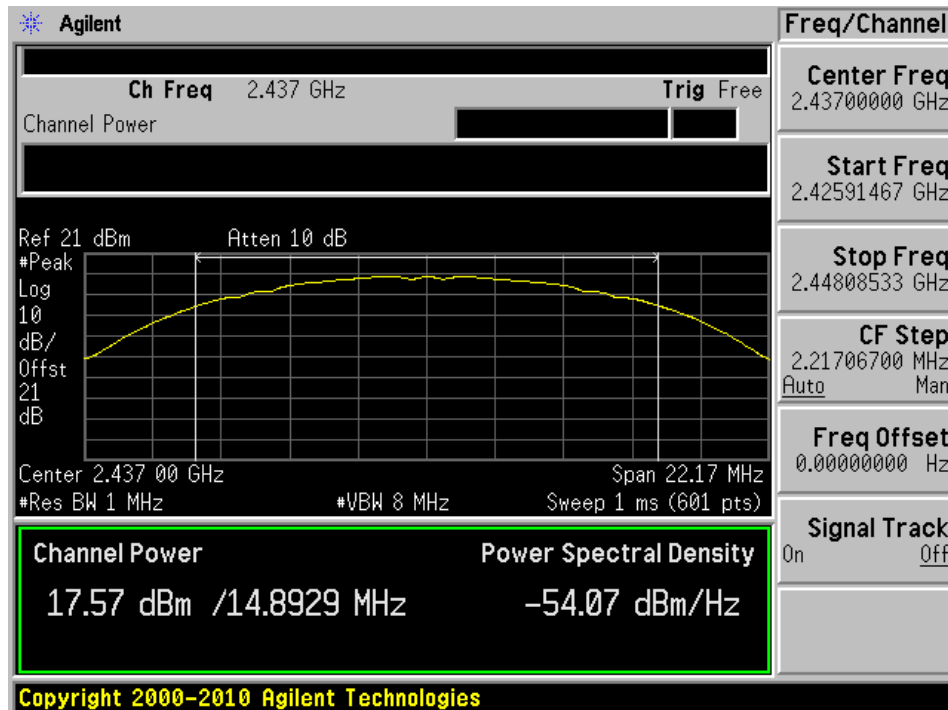 Agilent
Freq/Channel
Ch Freq 2.437 GHz Trig Free
Channel Power
Ref 21 dBm Atten 10 dB
#Peak
Log
10
dB/
Offst
21
dB
Center 2.437 00 GHz Span 22.17 MHz
#Res BW 1 MHz #VBW 8 MHz Sweep 1 ms (601 pts)
Channel Power Power Spectral Density
17.57 dBm /14.8929 MHz -54.07 dBm/Hz
Center Freq
2.43700000 GHz
Start Freq
2.42591467 GHz
Stop Freq
2.44808533 GHz
CF Step
2.21706700 MHz
Auto Man
Freq Offset
0.00000000 Hz
Signal Track
On Off
Copyright 2000-2010 Agilent Technologies